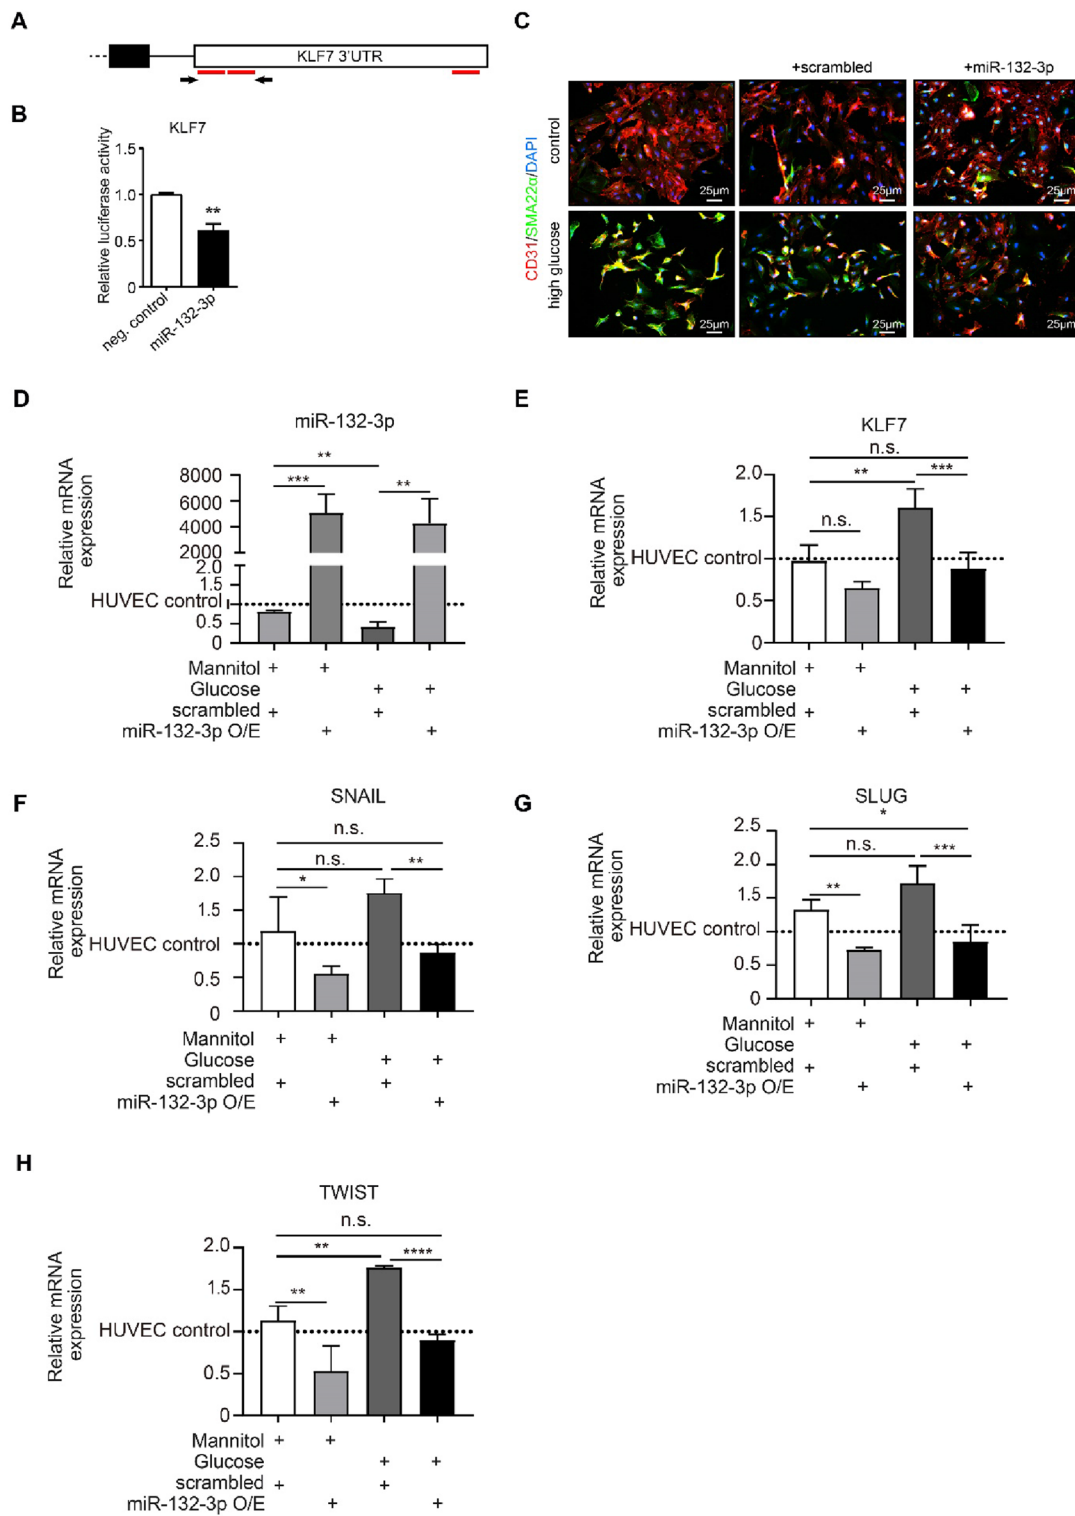 A
KLF7 3'UTR
B
KLF7
Relative luciferase activity
1.5
1.0
0.5
0
**
neg. control
miR-132-3p
C
+scrambled
+miR-132-3p
CD31/SMA22α/DAPI
control
high glucose
25µm
25µm
25µm
25µm
25µm
25µm
D
miR-132-3p
Relative mRNA
expression
8000
6000
4000
2000
2.0
1.5
0.5
0
HUVEC control
**
***
**
Mannitol + +
Glucose + +
scrambled + +
miR-132-3p O/E + +
E
KLF7
n.s.
**
***
n.s.
Relative mRNA
expression
2.0
1.5
0.5
0
HUVEC control
Mannitol + +
Glucose + +
scrambled + +
miR-132-3p O/E + +
F
SNAIL
n.s.
n.s.
**
*
Relative mRNA
expression
2.5
2.0
1.5
0.5
0
HUVEC control
Mannitol + +
Glucose + +
scrambled + +
miR-132-3p O/E + +
G
SLUG
*
n.s.
***
**
Relative mRNA
expression
2.5
2.0
1.5
0.5
0
HUVEC control
Mannitol + +
Glucose + +
scrambled + +
miR-132-3p O/E + +
H
TWIST
n.s.
**
****
**
Relative mRNA
expression
2.0
1.5
0.5
0
HUVEC control
Mannitol + +
Glucose + +
scrambled + +
miR-132-3p O/E + +